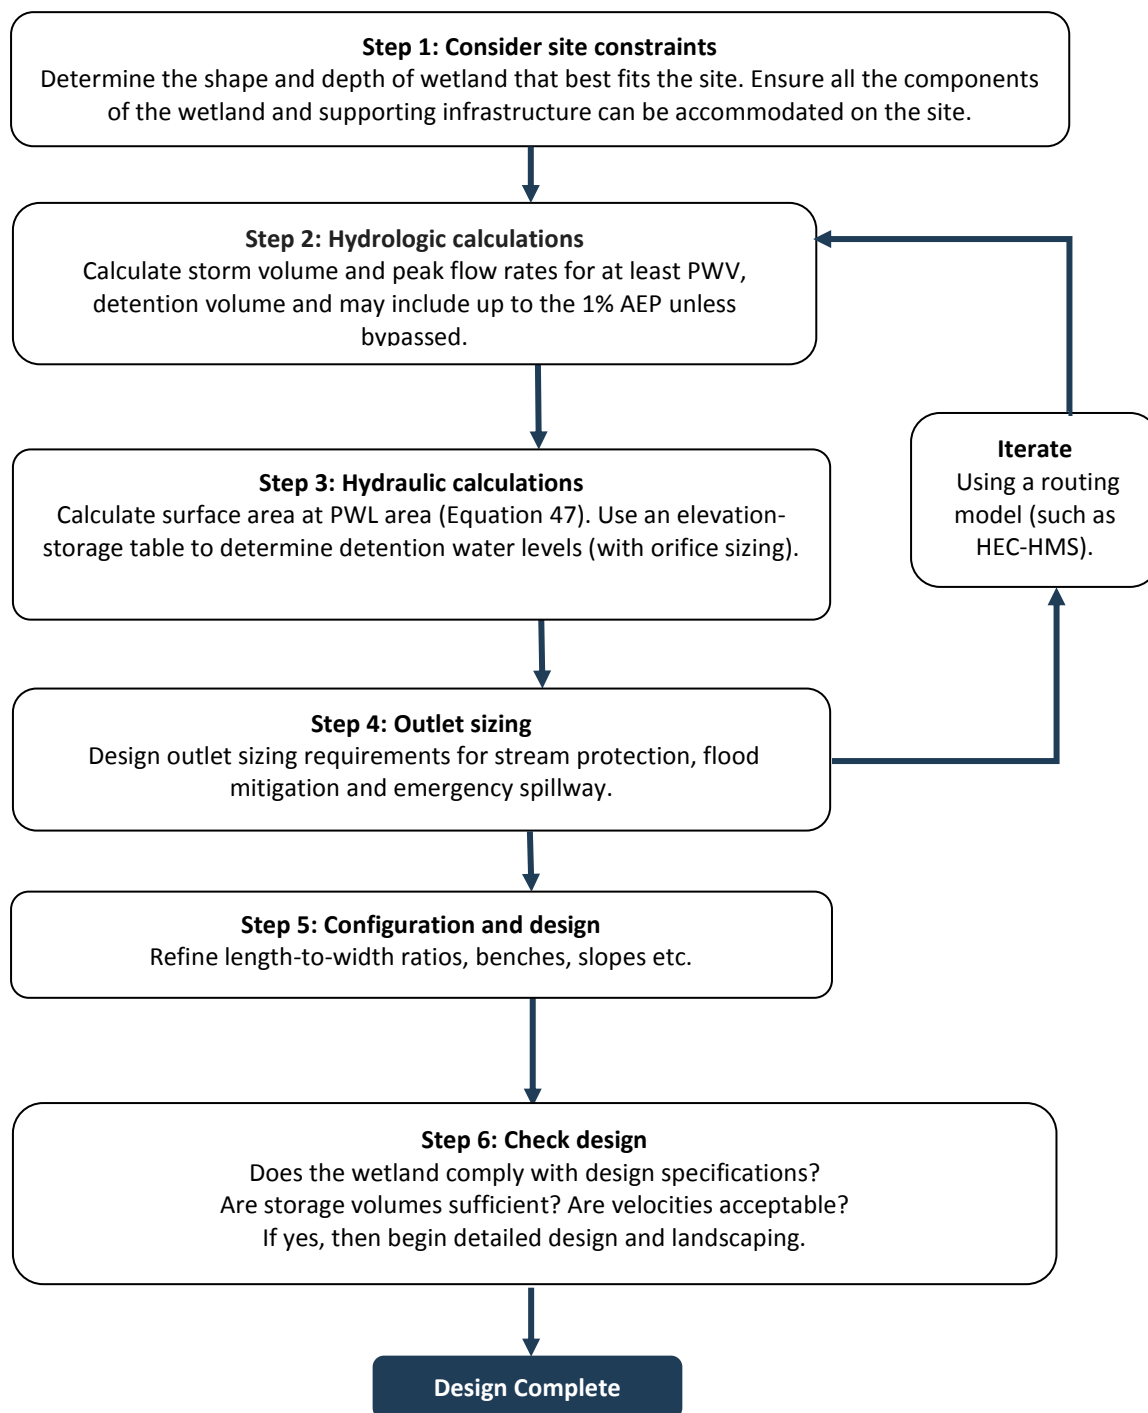 Step 1: Consider site constraints
Determine the shape and depth of wetland that best fits the site. Ensure all the components
of the wetland and supporting infrastructure can be accommodated on the site.
Step 2: Hydrologic calculations
Calculate storm volume and peak flow rates for at least PWV,
detention volume and may include up to the 1% AEP unless
bypassed.
Iterate
Using a routing
model (such as
HEC-HMS).
Step 3: Hydraulic calculations
Calculate surface area at PWL area (Equation 47). Use an elevation-
storage table to determine detention water levels (with orifice sizing).
Step 4: Outlet sizing
Design outlet sizing requirements for stream protection, flood
mitigation and emergency spillway.
Step 5: Configuration and design
Refine length-to-width ratios, benches, slopes etc.
Step 6: Check design
Does the wetland comply with design specifications?
Are storage volumes sufficient? Are velocities acceptable?
If yes, then begin detailed design and landscaping.
Design Complete